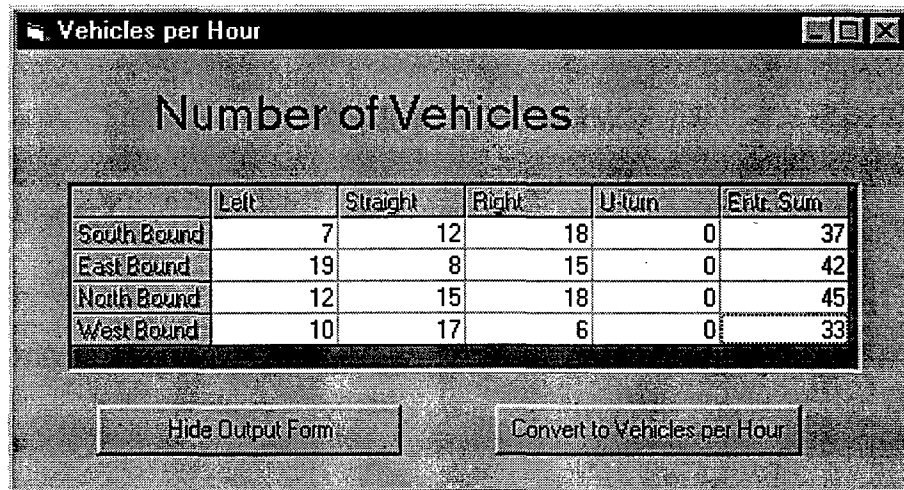 Vehicles per Hour
Number of Vehicles
Left Straight Right U-turn Entr. Sum
South Bound 7 12 18 0 37
East Bound 19 8 15 0 42
North Bound 12 15 18 0 45
West Bound 10 17 6 0 33
Hide Output Form Convert to Vehicles per Hour